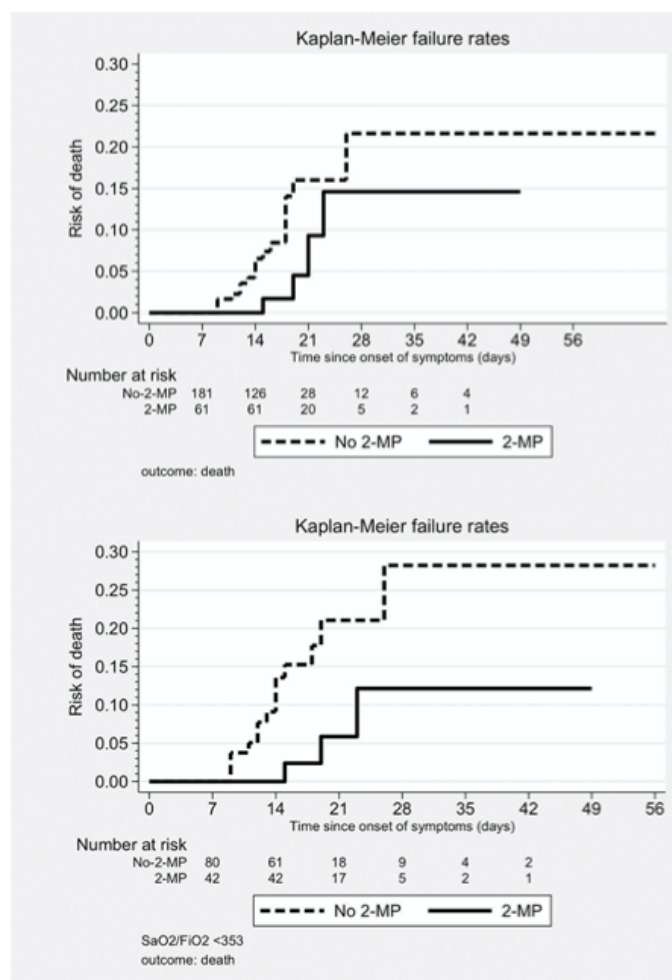 Kaplan-Meier failure rates
0.30
0.25
0.20
0.15
0.10
0.05
0.00
Risk of death
0 7 14 21 28 35 42 49 56
Time since onset of symptoms (days)
Number at risk
No-2-MP 181 126 28 12 6 4
2-MP 61 61 20 5 2 1
No 2-MP 2-MP
outcome: death
Kaplan-Meier failure rates
0.30
0.25
0.20
0.15
0.10
0.05
0.00
Risk of death
0 7 14 21 28 35 42 49 56
Time since onset of symptoms (days)
Number at risk
No-2-MP 80 61 18 9 4 2
2-MP 42 42 17 5 2 1
No 2-MP 2-MP
SaO2/FiO2 <353
outcome: death